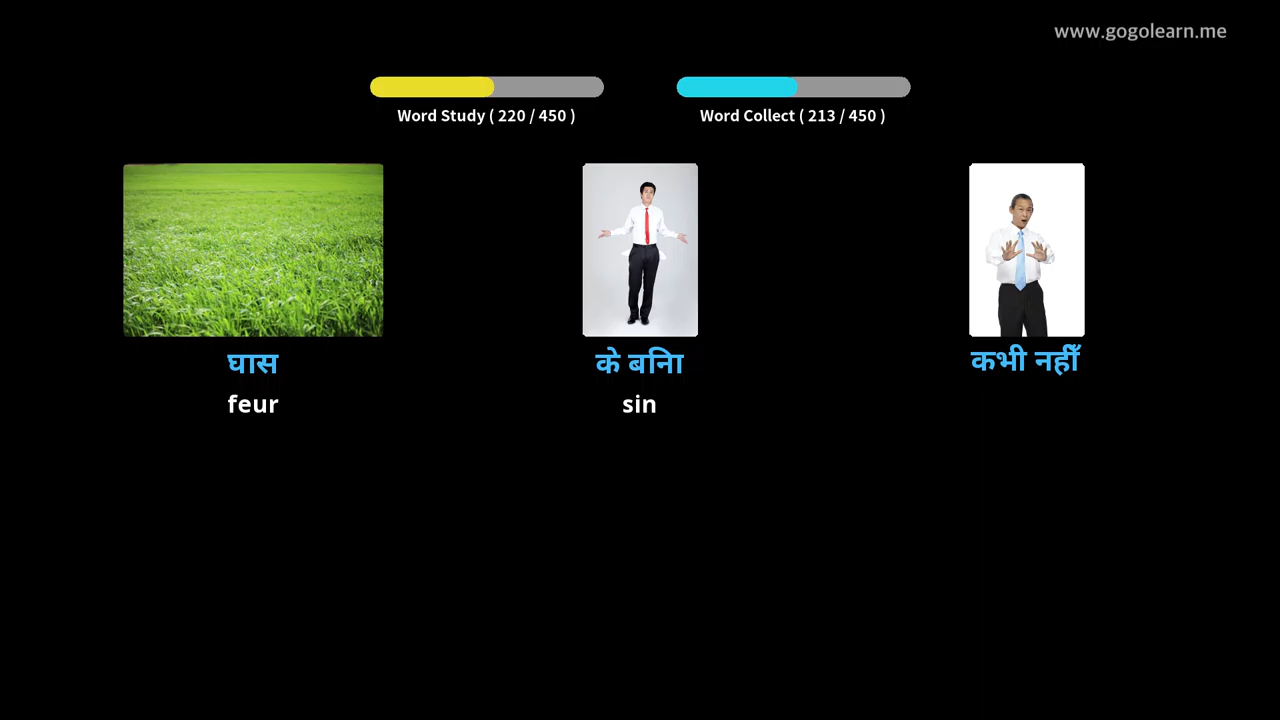 www.gogolearn.me
Word Study ( 220 / 450 )
Word Collect ( 213 / 450 )
घास
के बिना
कभी नहीँ
feur
sin